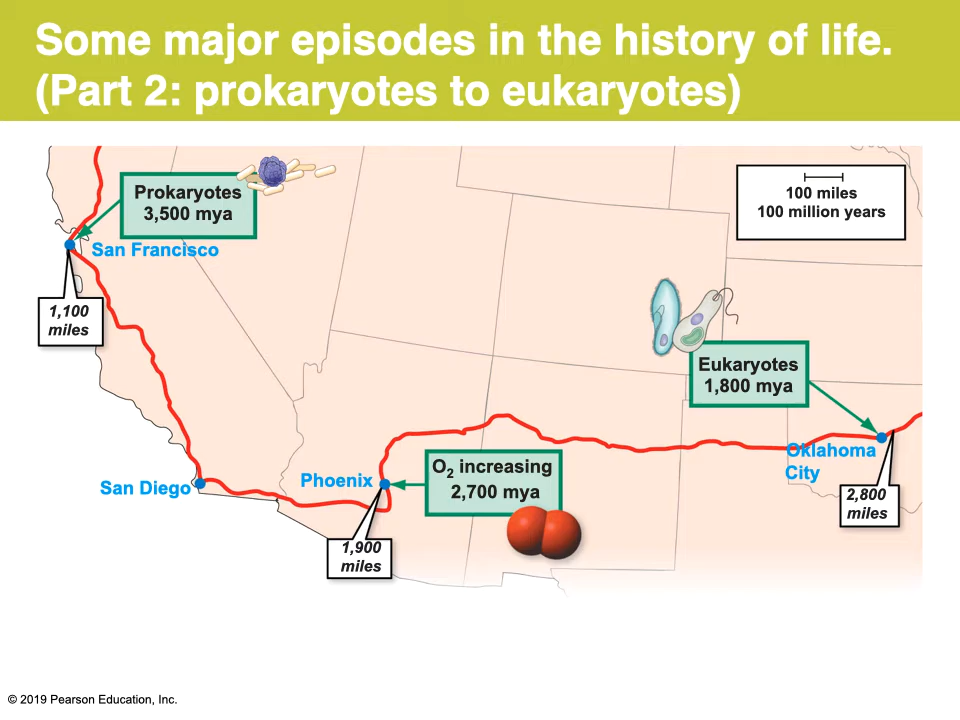 Some major episodes in the history of life.
(Part 2: prokaryotes to eukaryotes)
Prokaryotes
3,500 mya
San Francisco
1,100
miles
100 miles
100 million years
Eukaryotes
1,800 mya
Oklahoma
City
2,800
miles
San Diego
Phoenix
O₂ increasing
2,700 mya
1,900
miles
© 2019 Pearson Education, Inc.